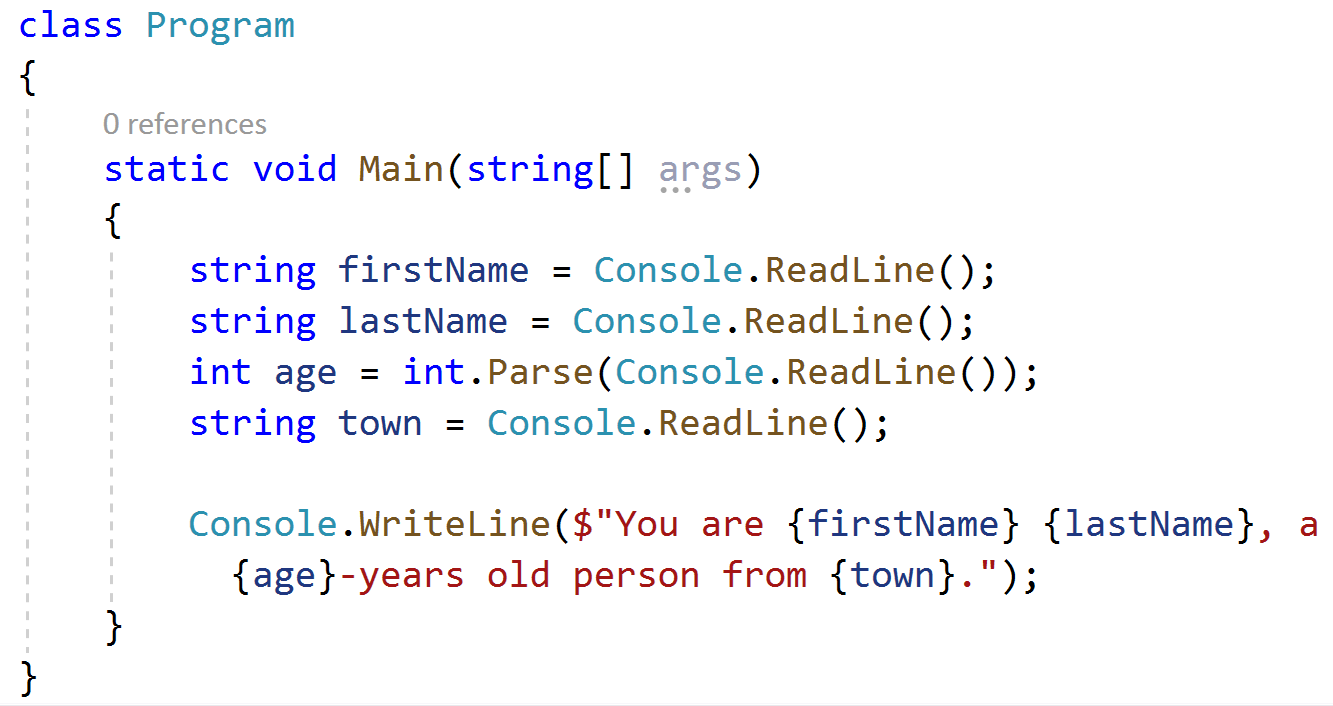 class Program
{
0 references
static void Main(string[] args)
{
string firstName = Console.ReadLine();
string lastName = Console.ReadLine();
int age = int.Parse(Console.ReadLine());
string town = Console.ReadLine();
Console.WriteLine($"You are {firstName} {lastName}, a
{age}-years old person from {town}.");
}
}